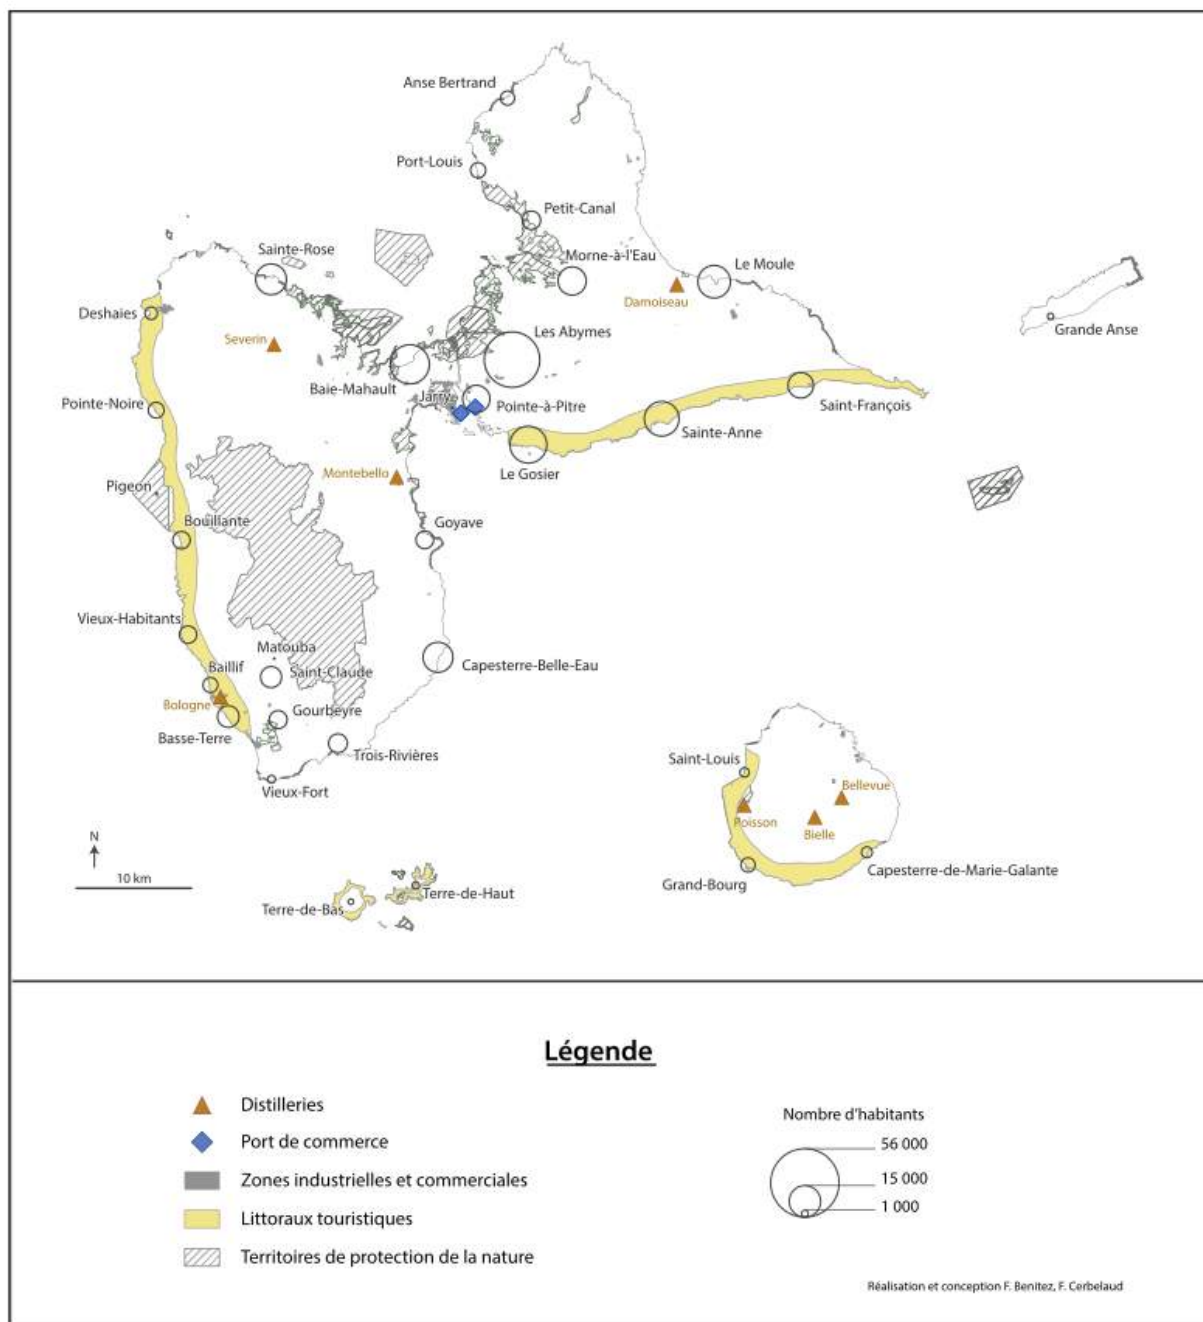 Anse Bertrand
Port-Louis
Petit-Canal
Sainte-Rose
Morne-à-l'Eau
Le Moule
Damoiseau
Deshaies
Severin
Les Abymes
Grande Anse
Baie-Mahault
Jarry
Pointe-à-Pitre
Saint-François
Pointe-Noire
Sainte-Anne
Le Gosier
Montebello
Pigeon
Bouillante
Goyave
Vieux-Habitants
Matouba
Baillif
Saint-Claude
Capesterre-Belle-Eau
Bologne
Gourbeyre
Basse-Terre
Trois-Rivières
Saint-Louis
Vieux-Fort
Bellevue
Poisson
Bielle
N
10 km
Grand-Bourg
Capesterre-de-Marie-Galante
Terre-de-Haut
Terre-de-Bas
Légende
Distilleries
Port de commerce
Zones industrielles et commerciales
Littoraux touristiques
Territoires de protection de la nature
Nombre d'habitants
56 000
15 000
1 000
Réalisation et conception F. Benitez, F. Cerbelaud